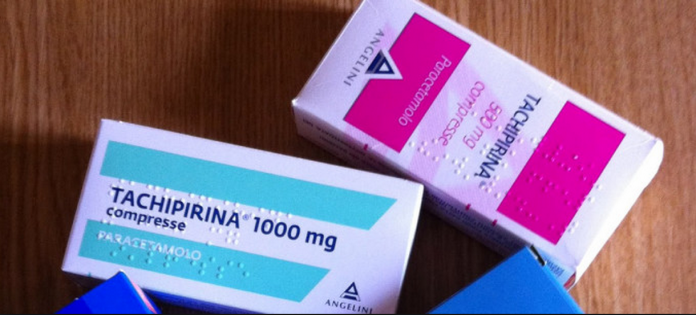 TACHIPIRINA® 1000 mg
compresse
PARACETAMOLO
ANGELINI
ANGELINI
Paracetamolo
TACHIPIRINA®
500 mg
compresse